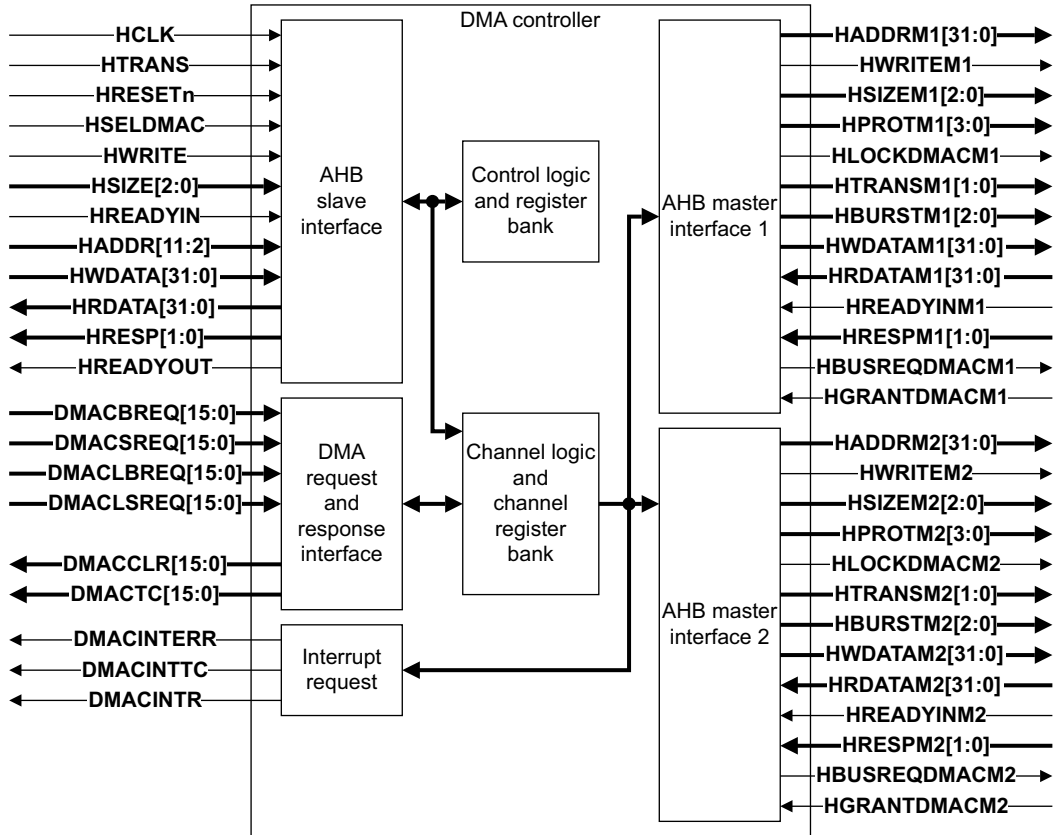 DMA controller
HCLK
HTRANS
HRESETn
HSELDMAC
HWRITE
HSIZE[2:0]
HREADYIN
HADDR[11:2]
HWDATA[31:0]
HRDATA[31:0]
HRESP[1:0]
HREADYOUT
AHB
slave
interface
DMACBREQ[15:0]
DMACSREQ[15:0]
DMACLBREQ[15:0]
DMACLSREQ[15:0]
DMACCLR[15:0]
DMACTC[15:0]
DMA
request
and
response
interface
DMACINTERR
DMACINTTC
DMACINTR
Interrupt
request
Control logic
and register
bank
Channel logic
and
channel
register
bank
AHB master
interface 1
HADDRM1[31:0]
HWRITEM1
HSIZEM1[2:0]
HPROTM1[3:0]
HLOCKDMACM1
HTRANSM1[1:0]
HBURSTM1[2:0]
HWDATAM1[31:0]
HRDATAM1[31:0]
HREADYINM1
HRESPM1[1:0]
HBUSREQDMACM1
HGRANTDMACM1
AHB master
interface 2
HADDRM2[31:0]
HWRITEM2
HSIZEM2[2:0]
HPROTM2[3:0]
HLOCKDMACM2
HTRANSM2[1:0]
HBURSTM2[2:0]
HWDATAM2[31:0]
HRDATAM2[31:0]
HREADYINM2
HRESPM2[1:0]
HBUSREQDMACM2
HGRANTDMACM2